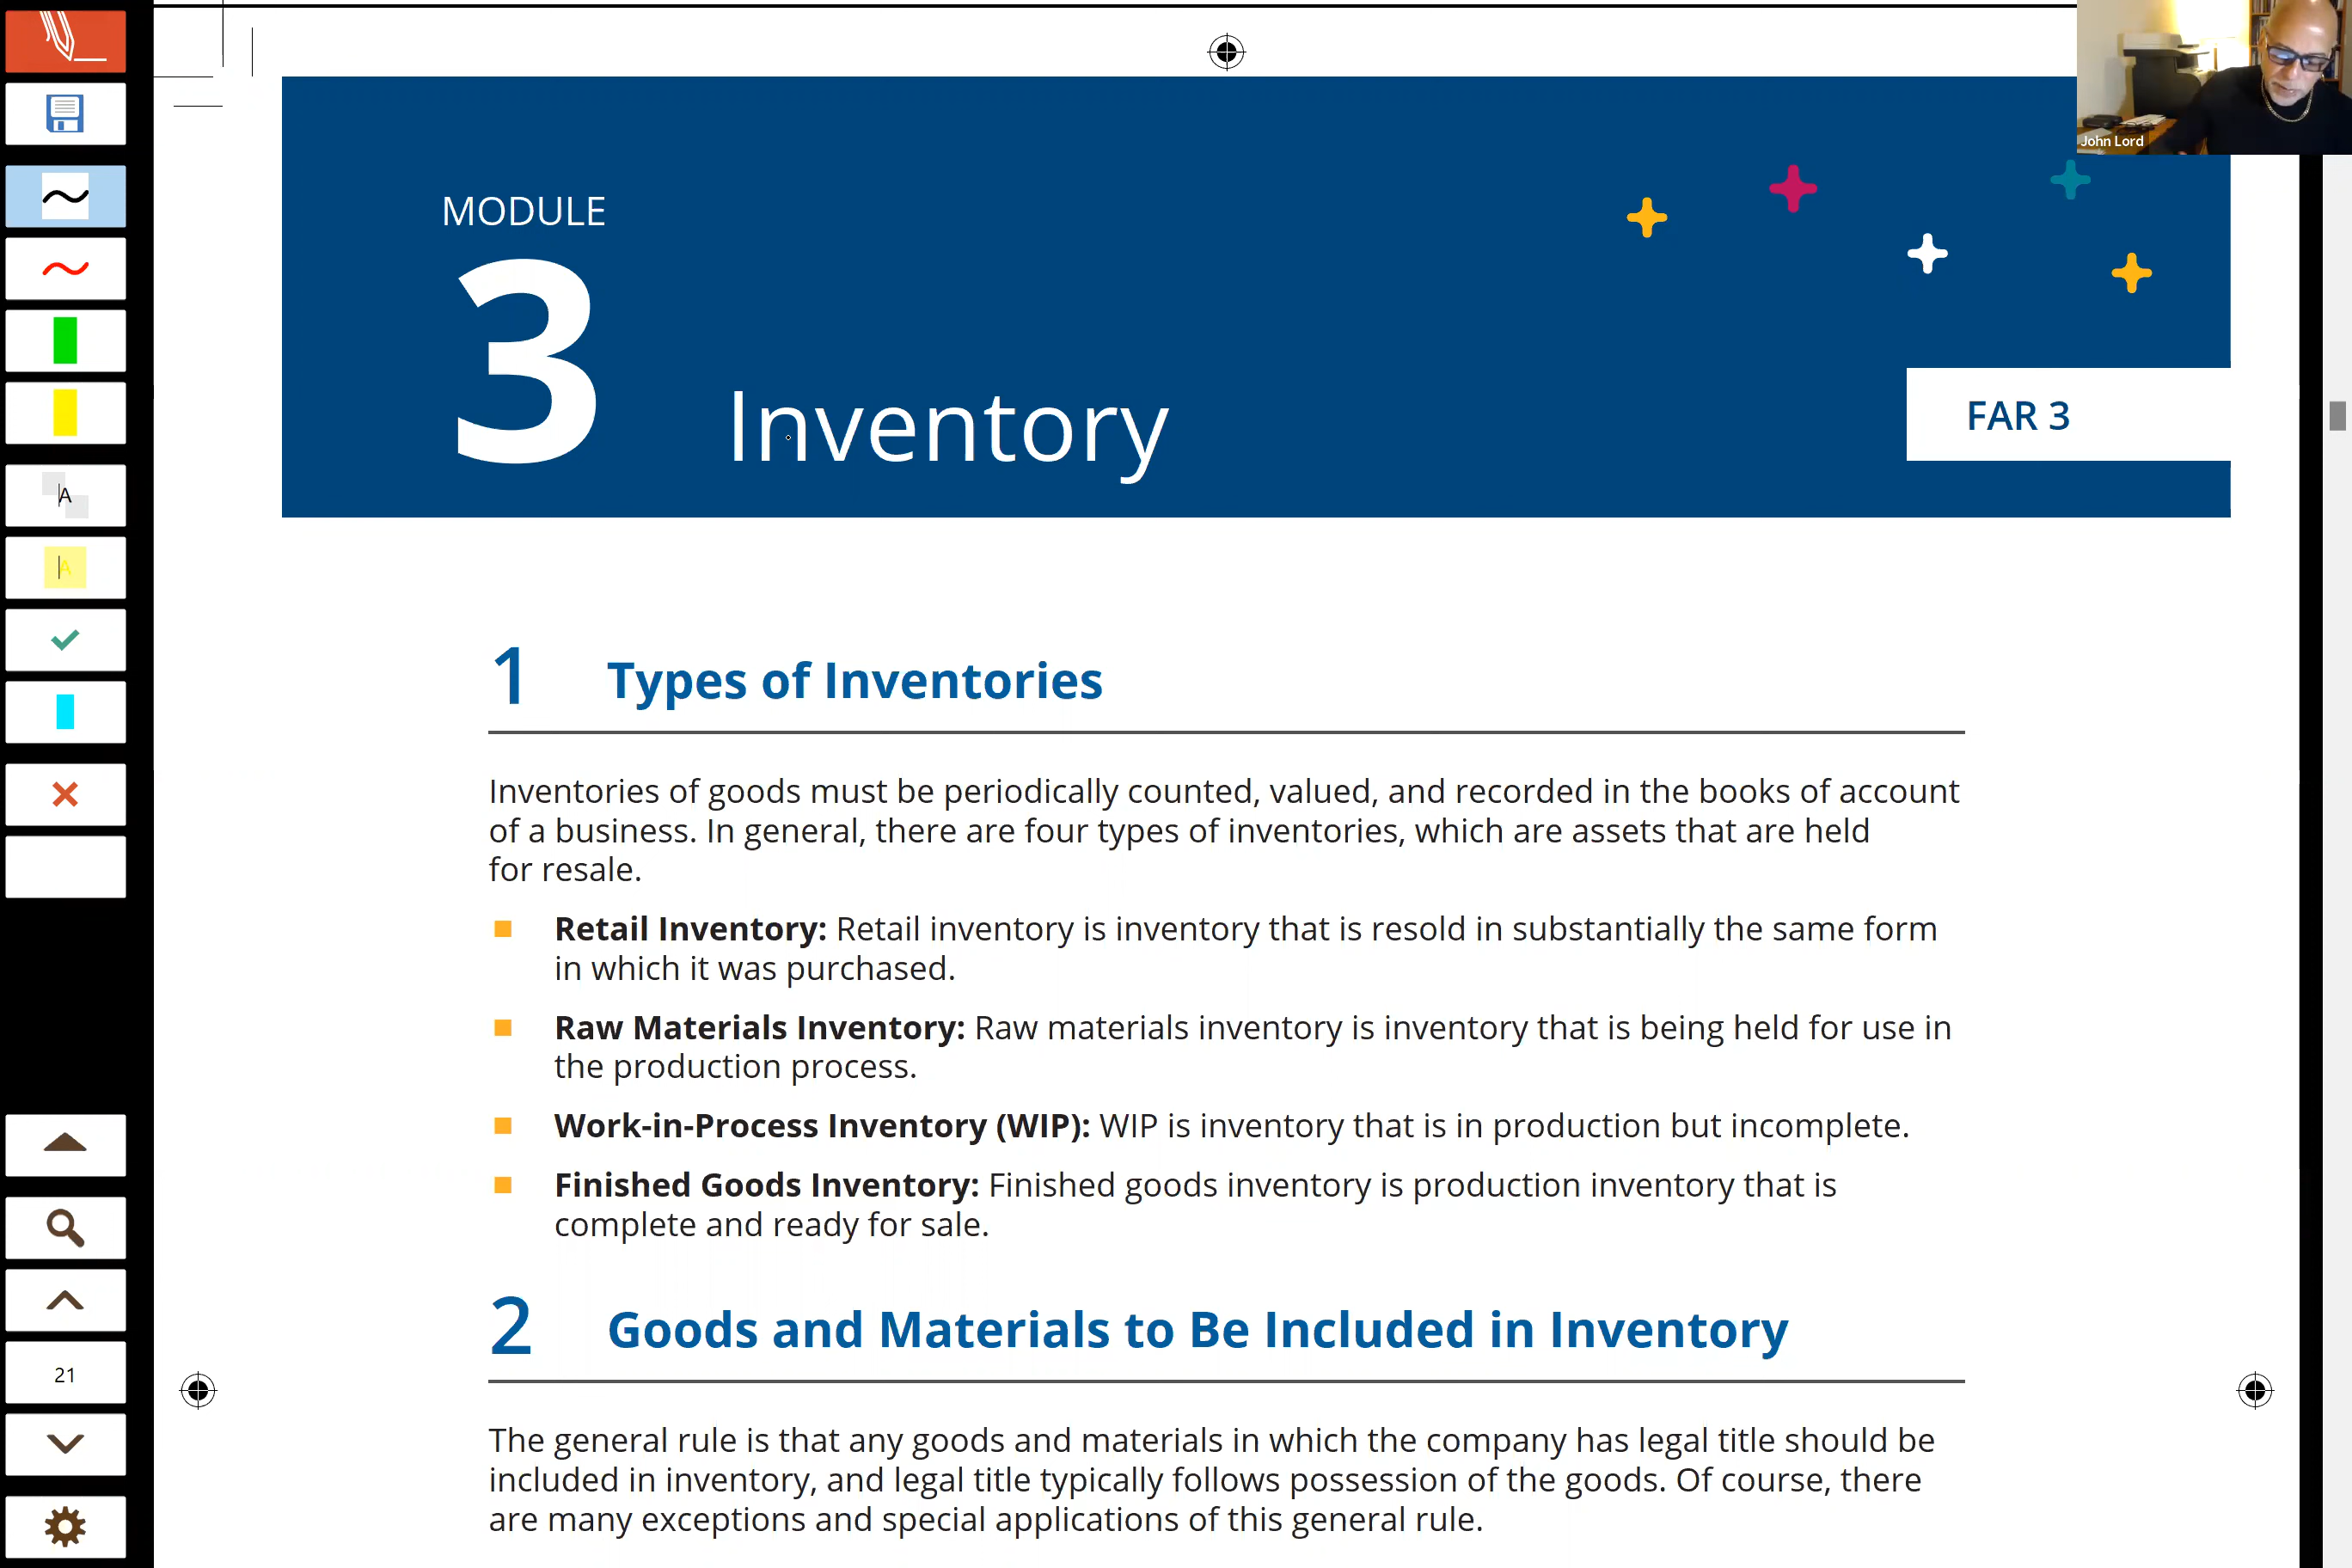 John Lord
MODULE
3 Inventory
FAR 3
1 Types of Inventories
Inventories of goods must be periodically counted, valued, and recorded in the books of account
of a business. In general, there are four types of inventories, which are assets that are held
for resale.
Retail Inventory: Retail inventory is inventory that is resold in substantially the same form
in which it was purchased.
Raw Materials Inventory: Raw materials inventory is inventory that is being held for use in
the production process.
Work-in-Process Inventory (WIP): WIP is inventory that is in production but incomplete.
Finished Goods Inventory: Finished goods inventory is production inventory that is
complete and ready for sale.
2 Goods and Materials to Be Included in Inventory
The general rule is that any goods and materials in which the company has legal title should be
included in inventory, and legal title typically follows possession of the goods. Of course, there
are many exceptions and special applications of this general rule.
A
A
21